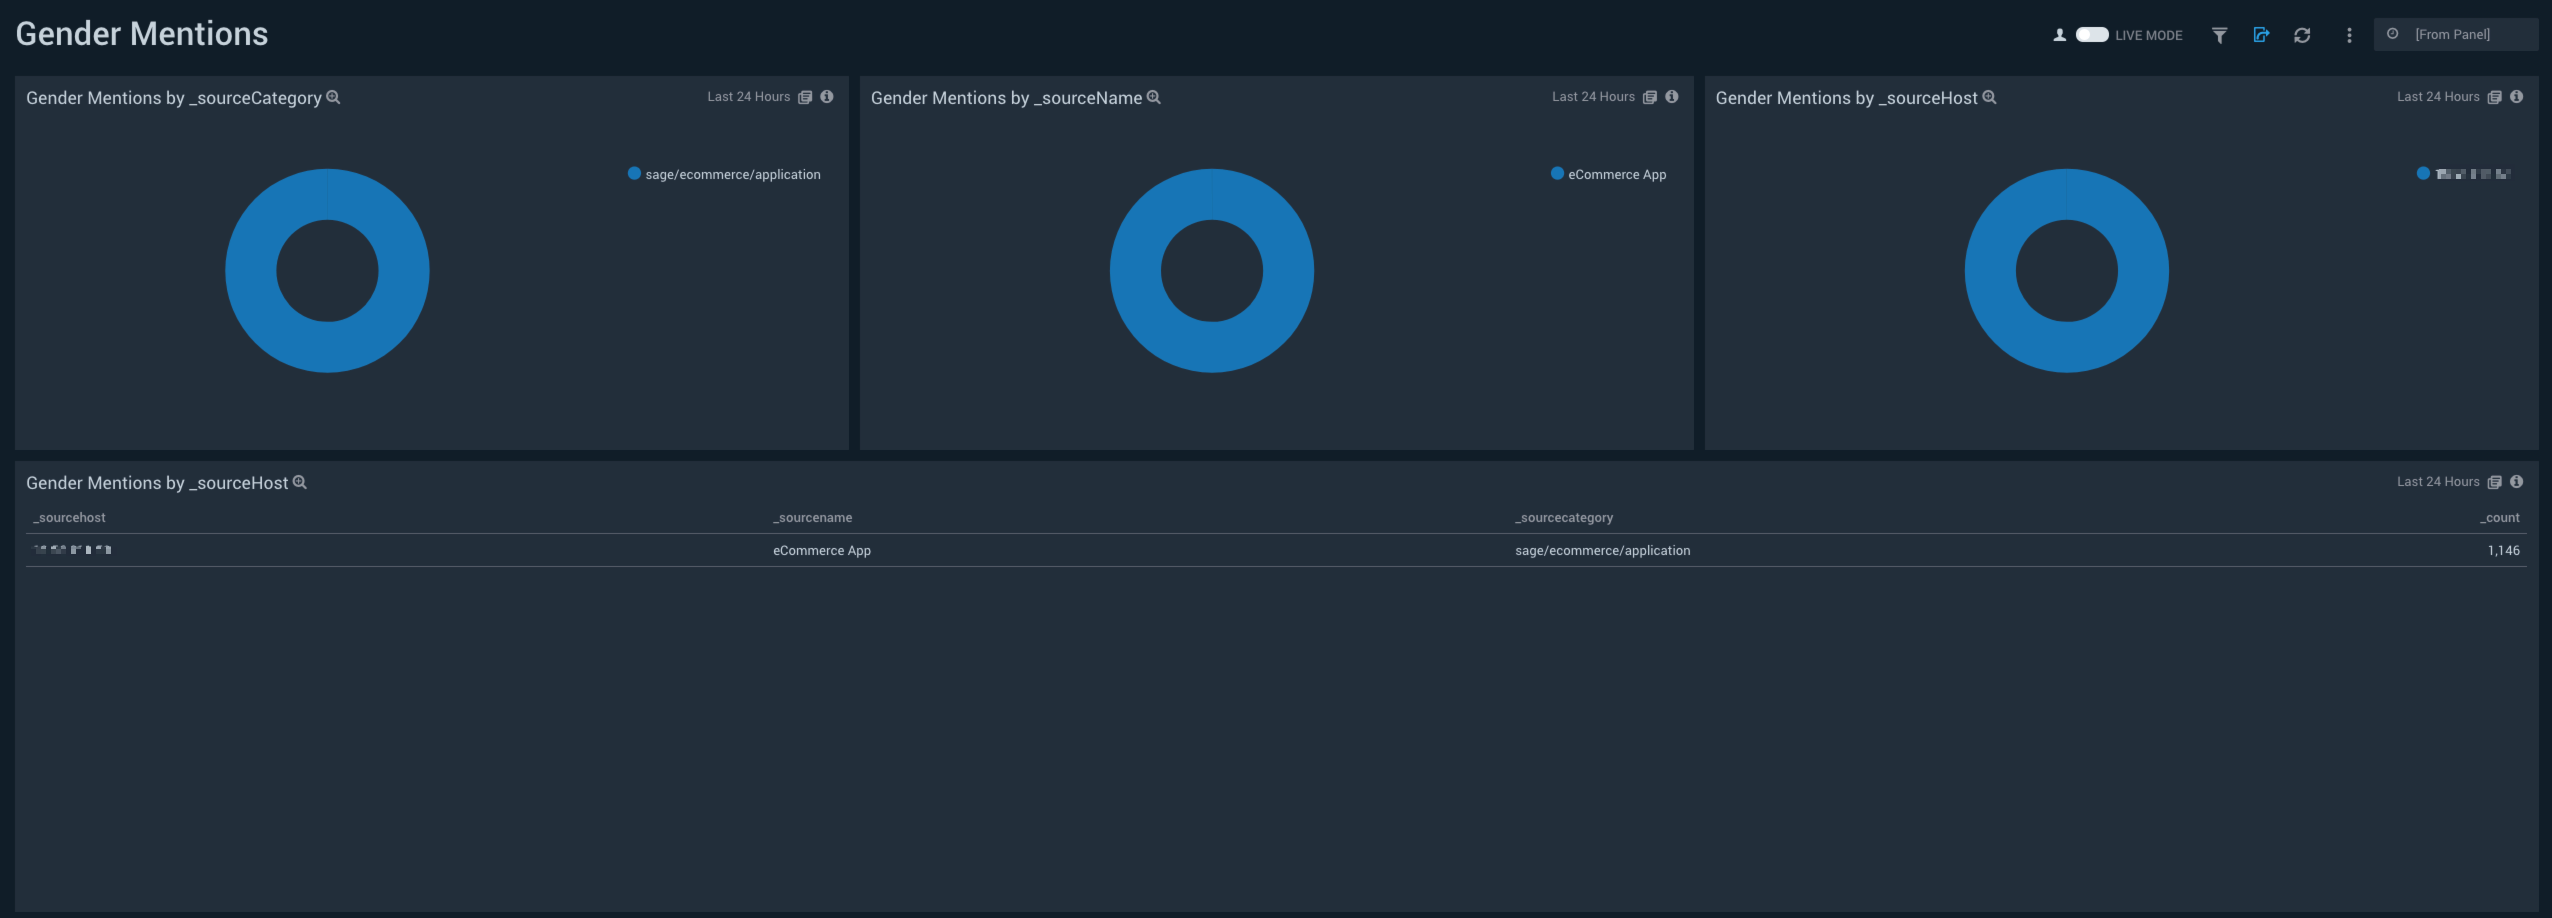 Gender Mentions
LIVE MODE
[From Panel]
Gender Mentions by _sourceCategory
Last 24 Hours
sage/ecommerce/application
Gender Mentions by _sourceName
Last 24 Hours
eCommerce App
Gender Mentions by _sourceHost
Last 24 Hours
Gender Mentions by _sourceHost
Last 24 Hours
_sourcehost _sourcename _sourcecategory _count
eCommerce App sage/ecommerce/application 1,146